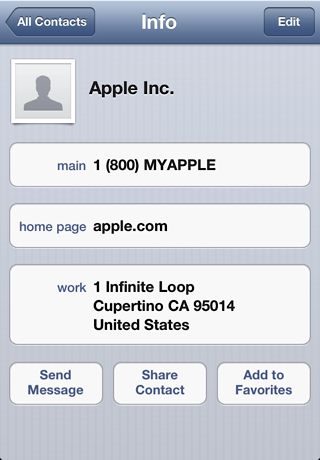 All Contacts
Info
Edit
Apple Inc.
main 1 (800) MYAPPLE
home page apple.com
work 1 Infinite Loop
Cupertino CA 95014
United States
Send
Message
Share
Contact
Add to
Favorites